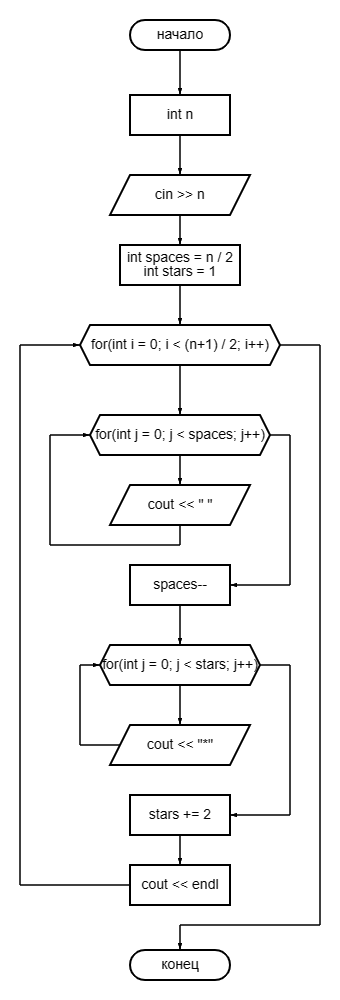 начало
int n
cin >> n
int spaces = n / 2
int stars = 1
for(int i = 0; i < (n+1) / 2; i++)
for(int j = 0; j < spaces; j++)
cout << " "
spaces--
for(int j = 0; j < stars; j++)
cout << "*"
stars += 2
cout << endl
конец